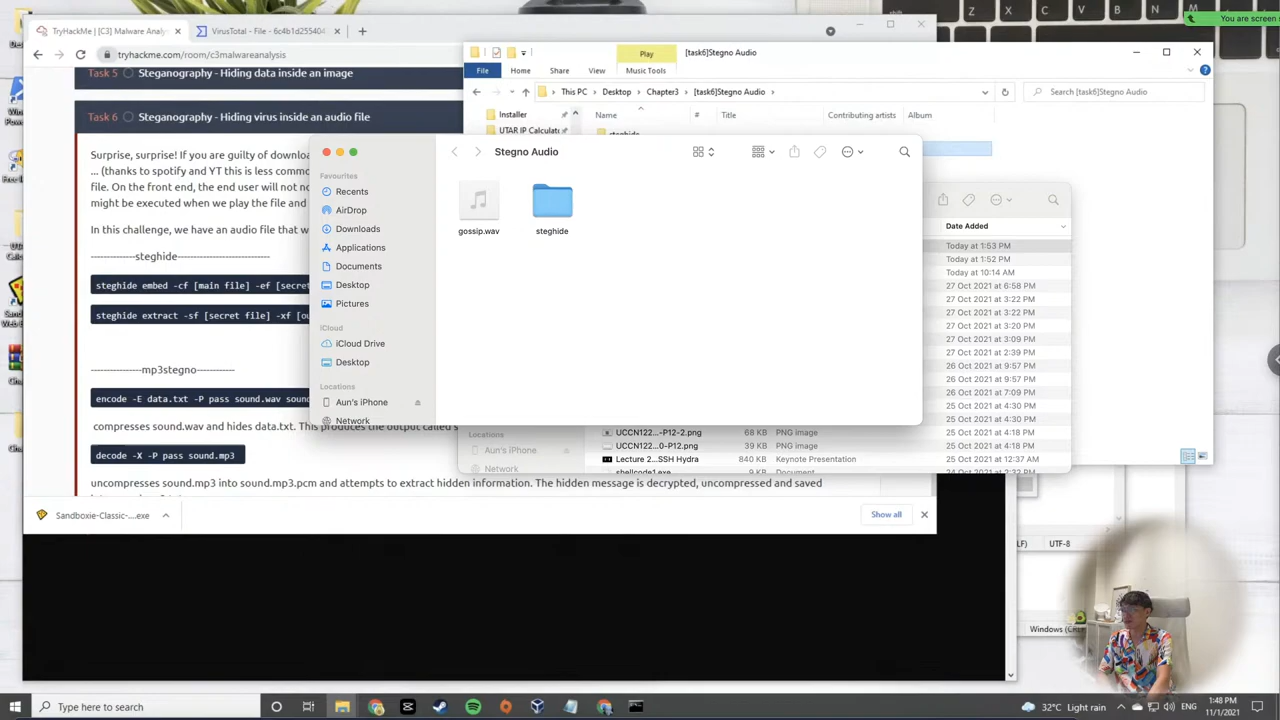 TryHackMe | [C3] Malware Analy
VirusTotal - File - 6c4b1d255404
tryhackme.com/room/c3malwareanalysis
Task 5 Steganography - Hiding data inside an image
Task 6 Steganography - Hiding virus inside an audio file
Surprise, surprise! If you are guilty of downloa
... (thanks to spotify and YT this is less commo
file. On the front end, the end user will not no
might be executed when we play the file and
In this challenge, we have an audio file that w
-------------steghide---------------------------
steghide embed -cf [main file] -ef [secre
steghide extract -sf [secret file] -xf [ou
---------------mp3stegno-----------
encode -E data.txt -P pass sound.wav soun
compresses sound.wav and hides data.txt. This produces the output called s
decode -X -P pass sound.mp3
uncompresses sound.mp3 into sound.mp3.pcm and attempts to extract hidden information. The hidden message is decrypted, uncompressed and saved
Sandboxie-Classic-....exe
Show all
You are screen s
Play
[task6]Stegno Audio
File Home Share View Music Tools
This PC Desktop Chapter3 [task6]Stegno Audio
Search [task6]Stegno Audio
Installer
UTAR IP Calculato
Name # Title Contributing artists Album
steghide
Stegno Audio
Favourites
Recents
AirDrop
Downloads
Applications
Documents
Desktop
Pictures
iCloud
iCloud Drive
Desktop
Locations
Aun's iPhone
Network
gossip.wav
steghide
Date Added
Today at 1:53 PM
Today at 1:52 PM
Today at 10:14 AM
27 Oct 2021 at 6:58 PM
27 Oct 2021 at 3:22 PM
27 Oct 2021 at 3:22 PM
27 Oct 2021 at 3:20 PM
27 Oct 2021 at 3:09 PM
27 Oct 2021 at 2:39 PM
26 Oct 2021 at 9:57 PM
26 Oct 2021 at 9:57 PM
26 Oct 2021 at 7:09 PM
25 Oct 2021 at 4:30 PM
25 Oct 2021 at 4:30 PM
25 Oct 2021 at 4:18 PM
25 Oct 2021 at 4:18 PM
25 Oct 2021 at 12:37 AM
Locations
Aun's iPhone
Network
UCCN122...-P12-2.png 68 KB PNG image
UCCN122...0-P12.png 39 KB PNG image
Lecture 2...SSH Hydra 840 KB Keynote Presentation
shellcode1.exe
LF) UTF-8
Windows (CRL
Type here to search
32°C Light rain
ENG
1:48 PM
11/1/2021